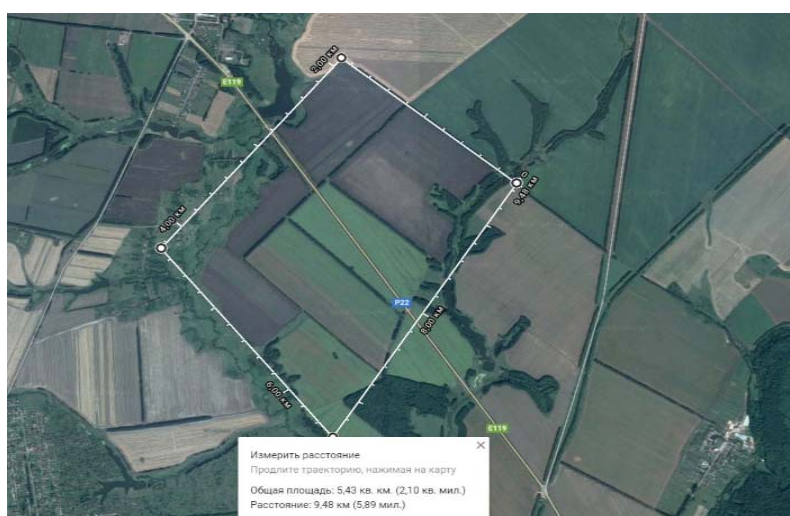 2,00 км
E119
9,48 км
0
4,00 км
P22
8,00 км
6,00 км
E119
Измерить расстояние
Продлите траекторию, нажимая на карту
Общая площадь: 5,43 кв. км. (2,10 кв. мил.)
Расстояние: 9,48 км (5,89 мил.)